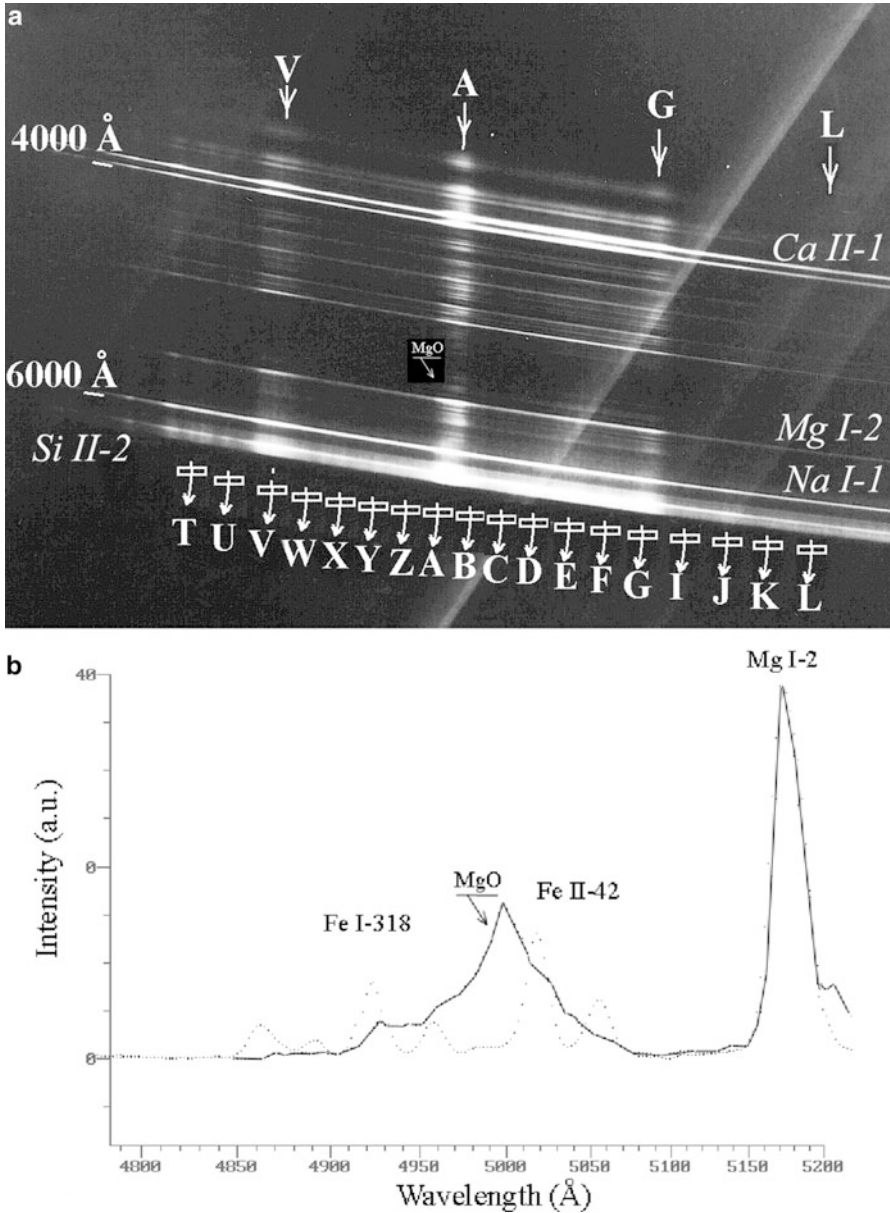 a
V
A
G
L
4000 Å
Ca II-1
MgO
6000 Å
Mg I-2
Si II-2
Na I-1
T U V W X Y Z A B C D E F G I J K L
b
Mg I-2
40
Intensity (a.u.)
0
MgO
Fe II-42
Fe I-318
0
4800 4850 4900 4950 5000 5050 5100 5150 5200
Wavelength (Å)